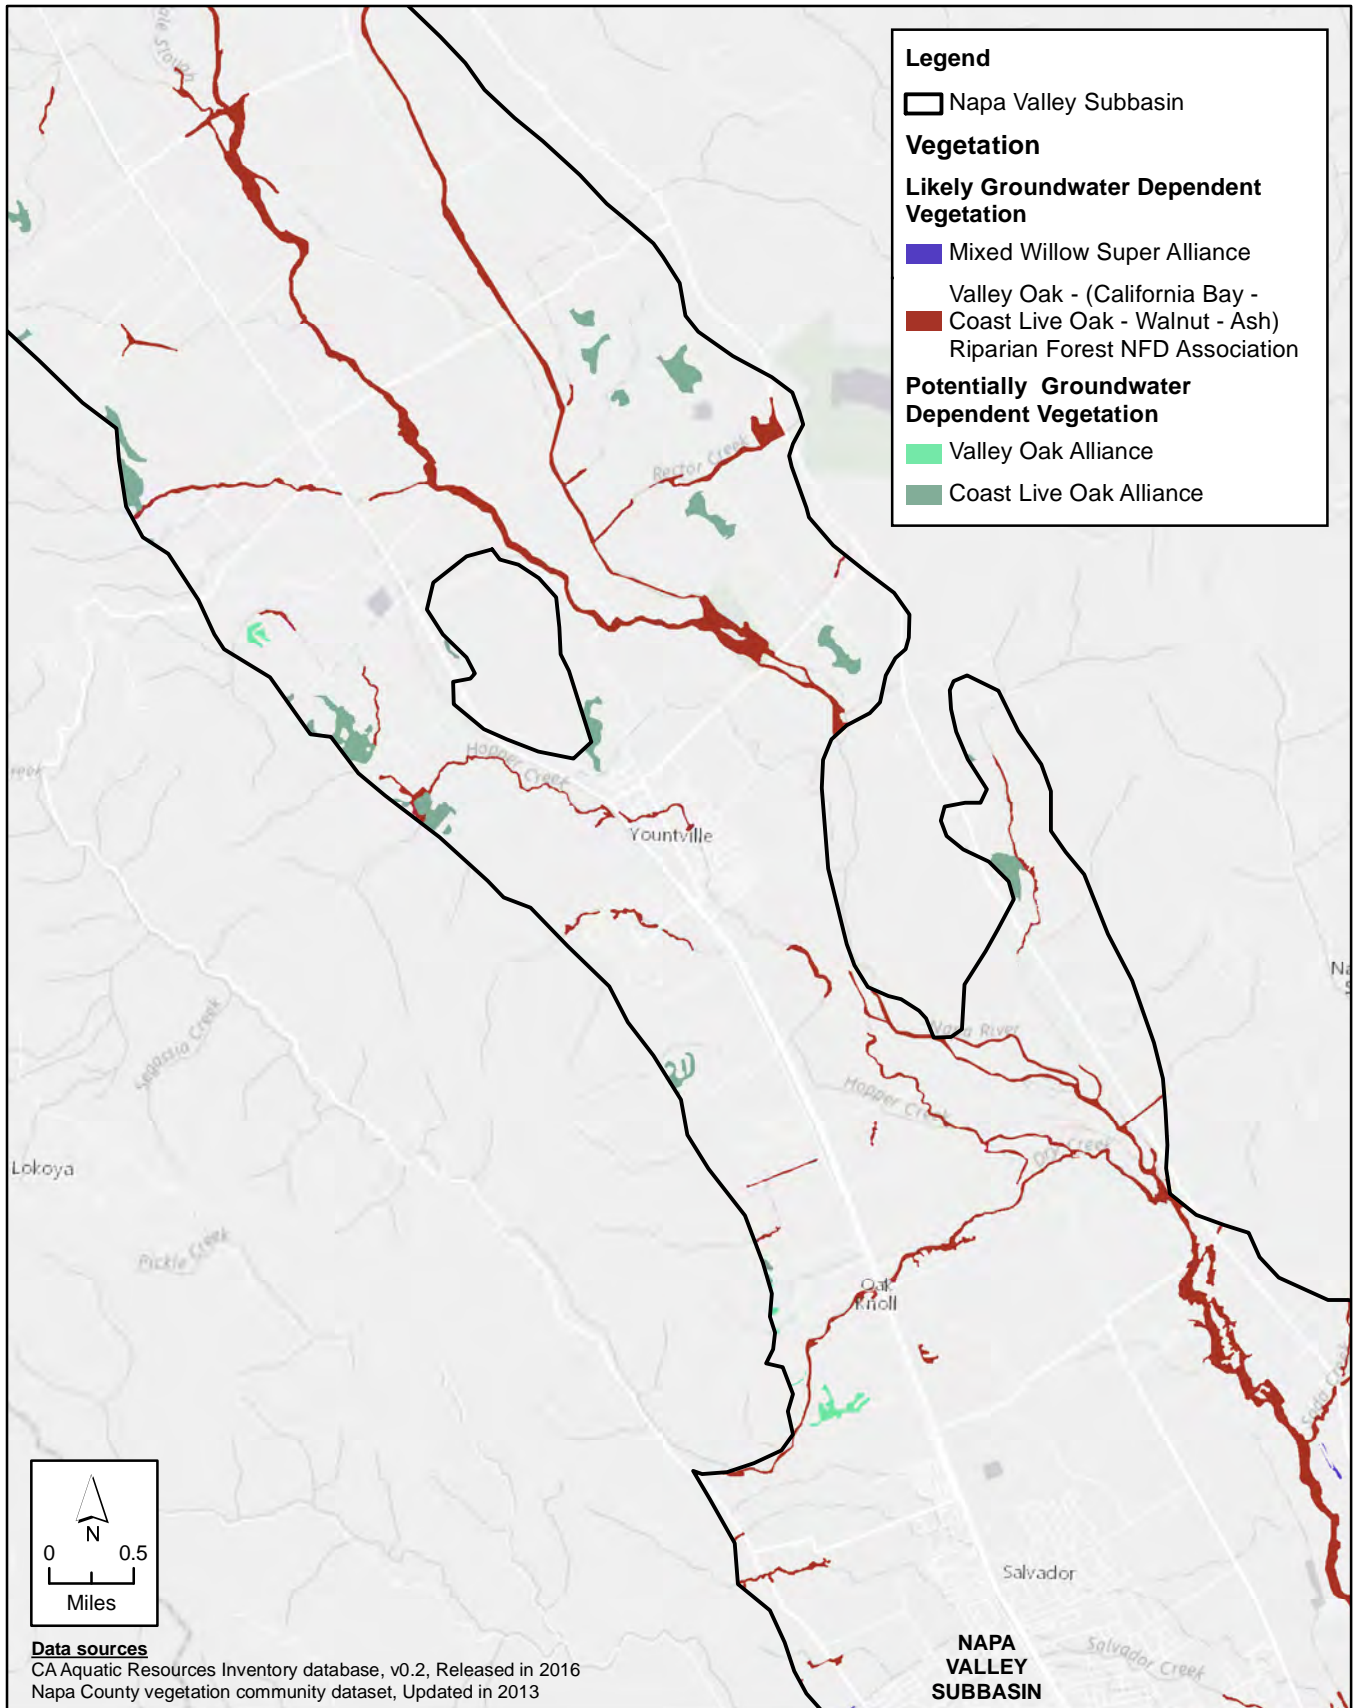 Legend
Napa Valley Subbasin
Vegetation
Likely Groundwater Dependent
Vegetation
Mixed Willow Super Alliance
Valley Oak - (California Bay -
Coast Live Oak - Walnut - Ash)
Riparian Forest NFD Association
Potentially Groundwater
Dependent Vegetation
Valley Oak Alliance
Coast Live Oak Alliance
Slough
Rector Creek
Hopper Creek
Yountville
Segassia Creek
Napa River
Hopper Creek
Dry Creek
Lokoya
Pickle Creek
Oak
Knoll
Soda Creek
Salvador
Salvador Creek
NAPA
VALLEY
SUBBASIN
N
0 0.5
Miles
Data sources
CA Aquatic Resources Inventory database, v0.2, Released in 2016
Napa County vegetation community dataset, Updated in 2013